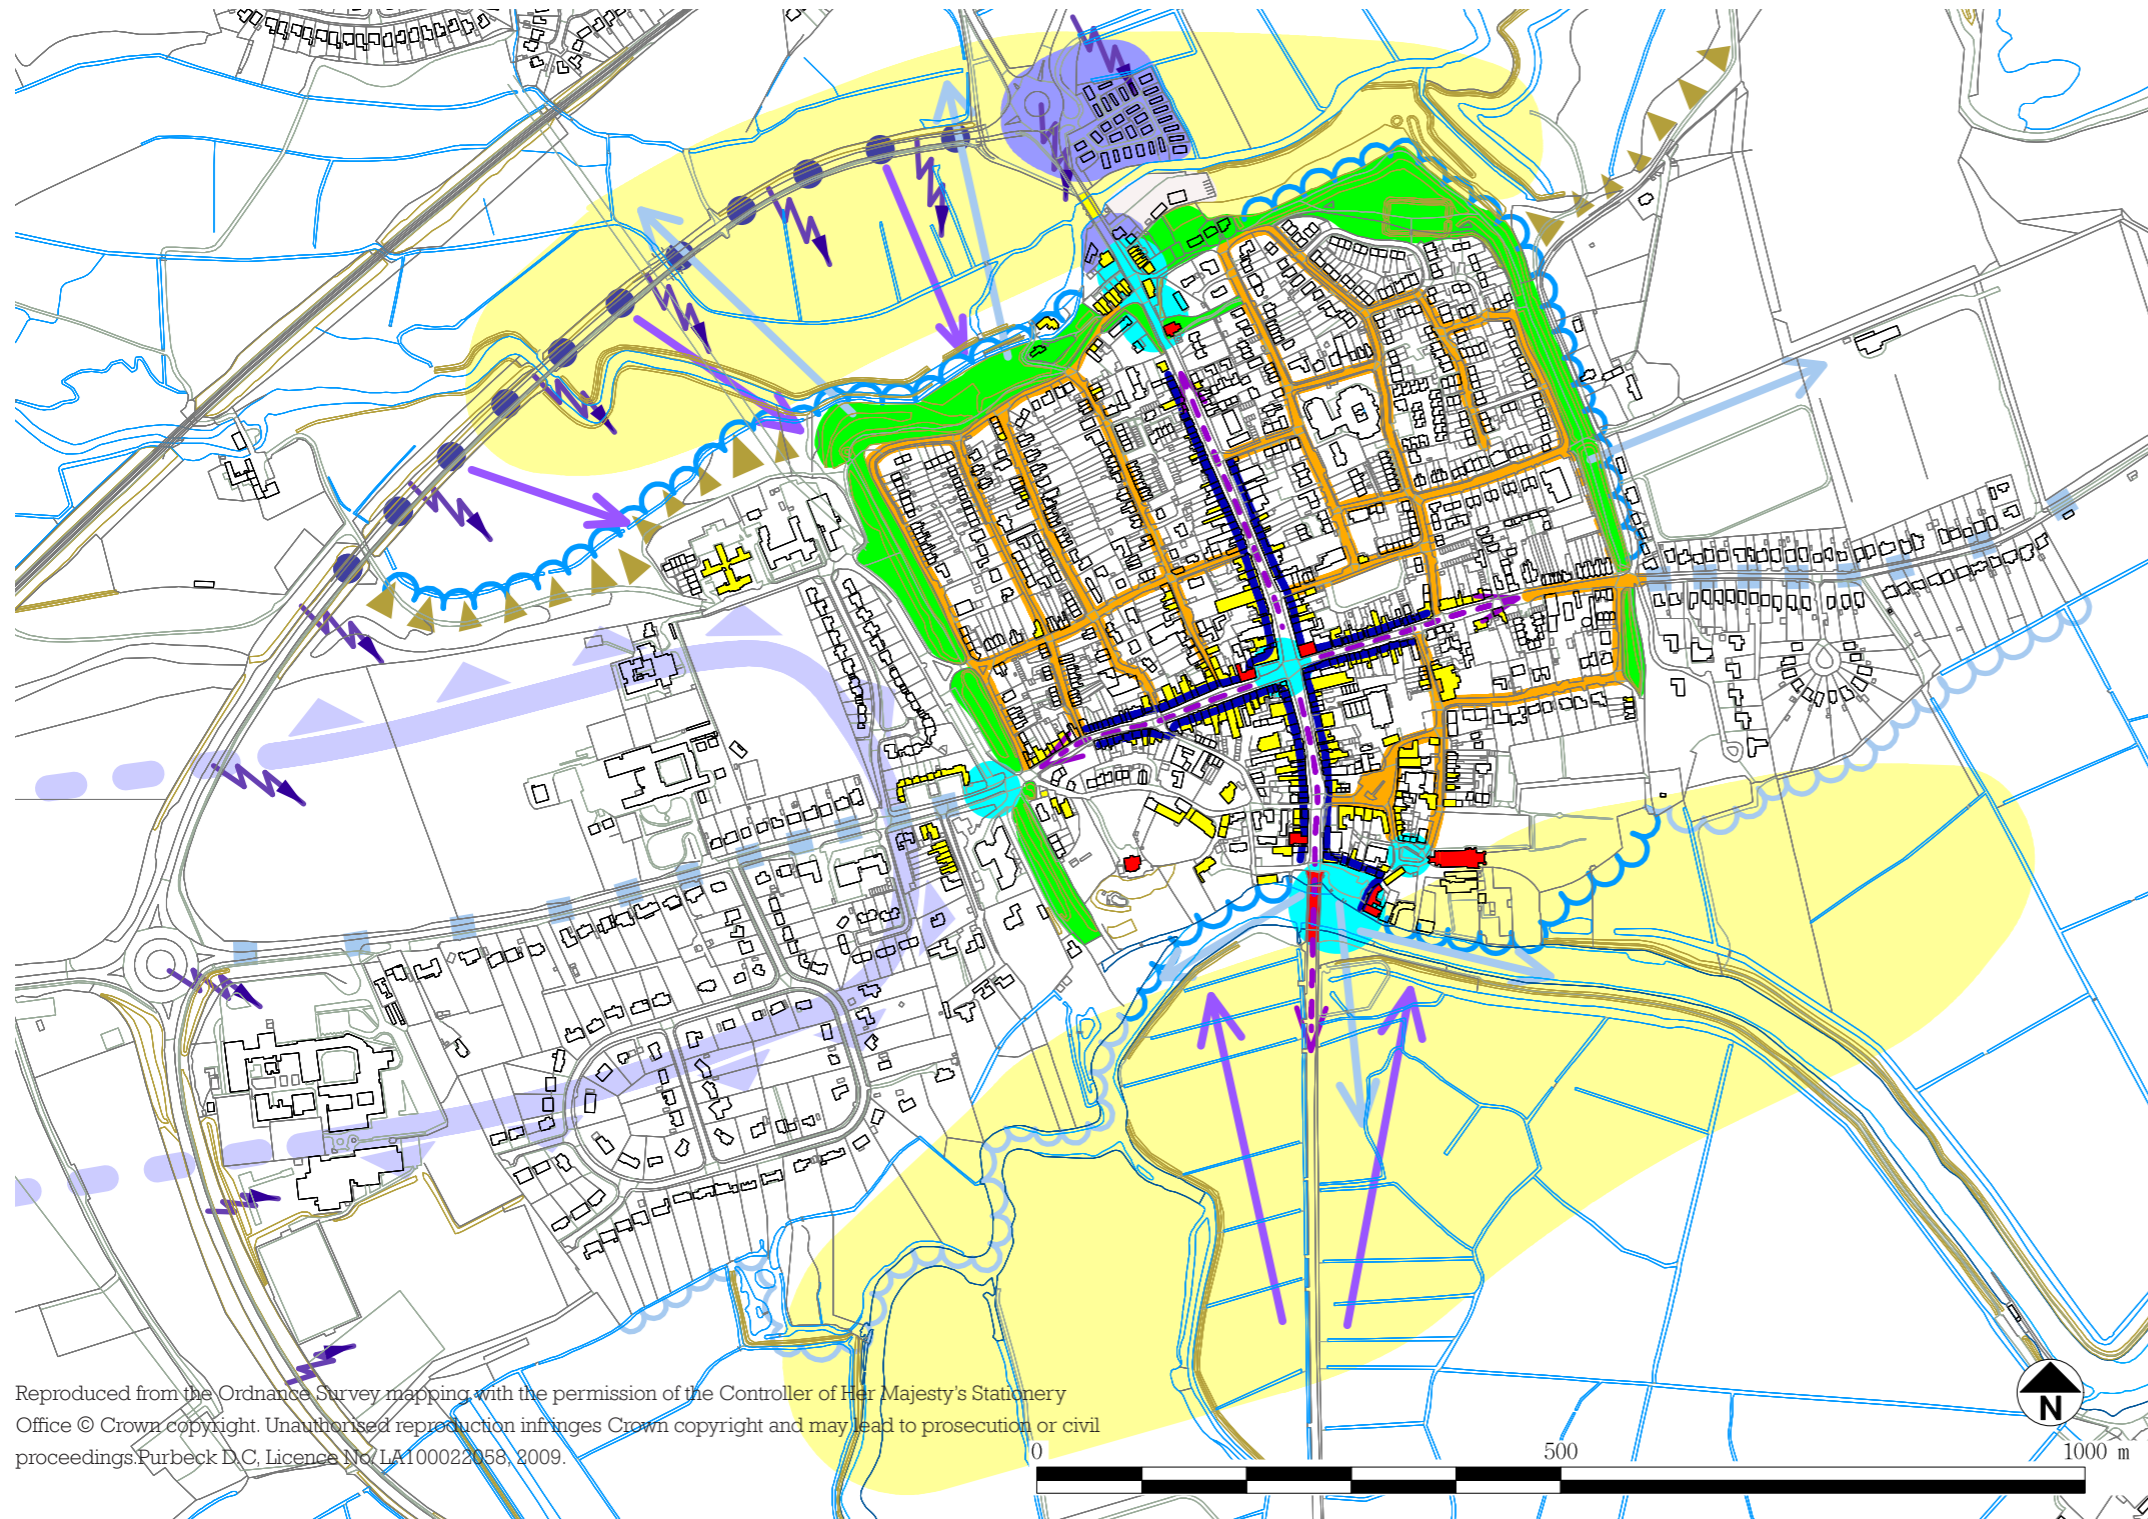 Reproduced from the Ordnance Survey mapping with the permission of the Controller of Her Majesty's Stationery
Office © Crown copyright. Unauthorised reproduction infringes Crown copyright and may lead to prosecution or civil
proceedings.Purbeck D.C, Licence No. LA100022058, 2009.
N
0 500 1000 m